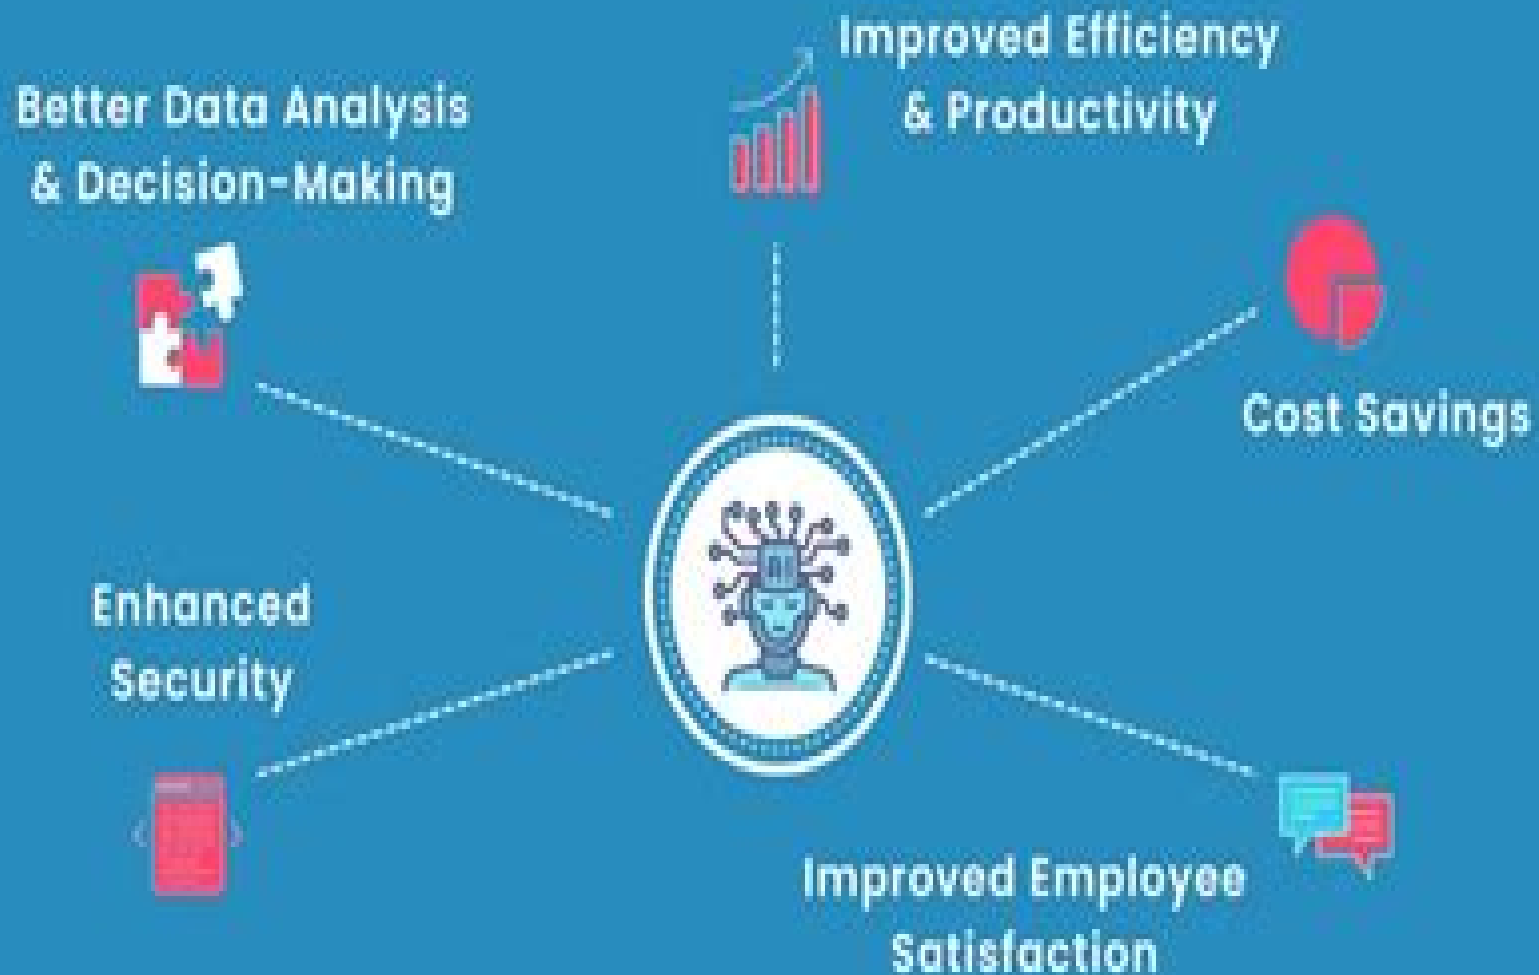 Improved Efficiency
& Productivity
Better Data Analysis
& Decision-Making
Cost Savings
Enhanced
Security
Improved Employee
Satisfaction